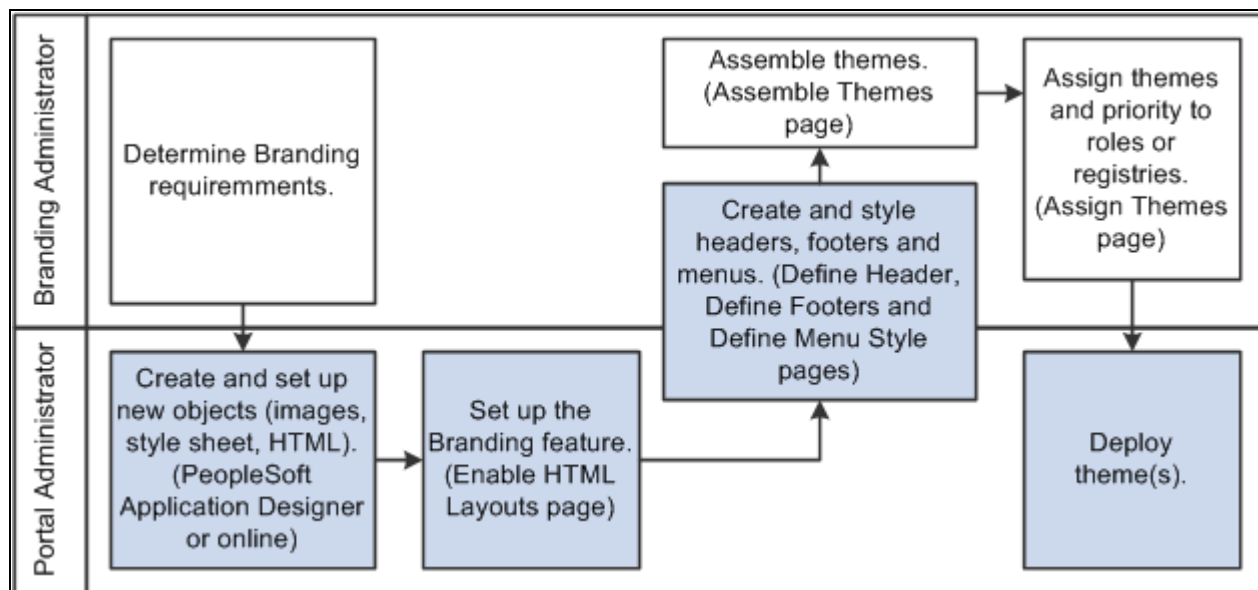 Branding Administrator
Determine Branding
requiremments.
Assemble themes.
(Assemble Themes
page)
Assign themes
and priority to
roles or
registries.
(Assign Themes
page)
Create and style
headers, footers and
menus. (Define Header,
Define Footers and
Define Menu Style
pages)
Portal Administrator
Create and set up
new objects (images,
style sheet, HTML).
(PeopleSoft
Application Designer
or online)
Set up the
Branding feature.
(Enable HTML
Layouts page)
Deploy
theme(s).